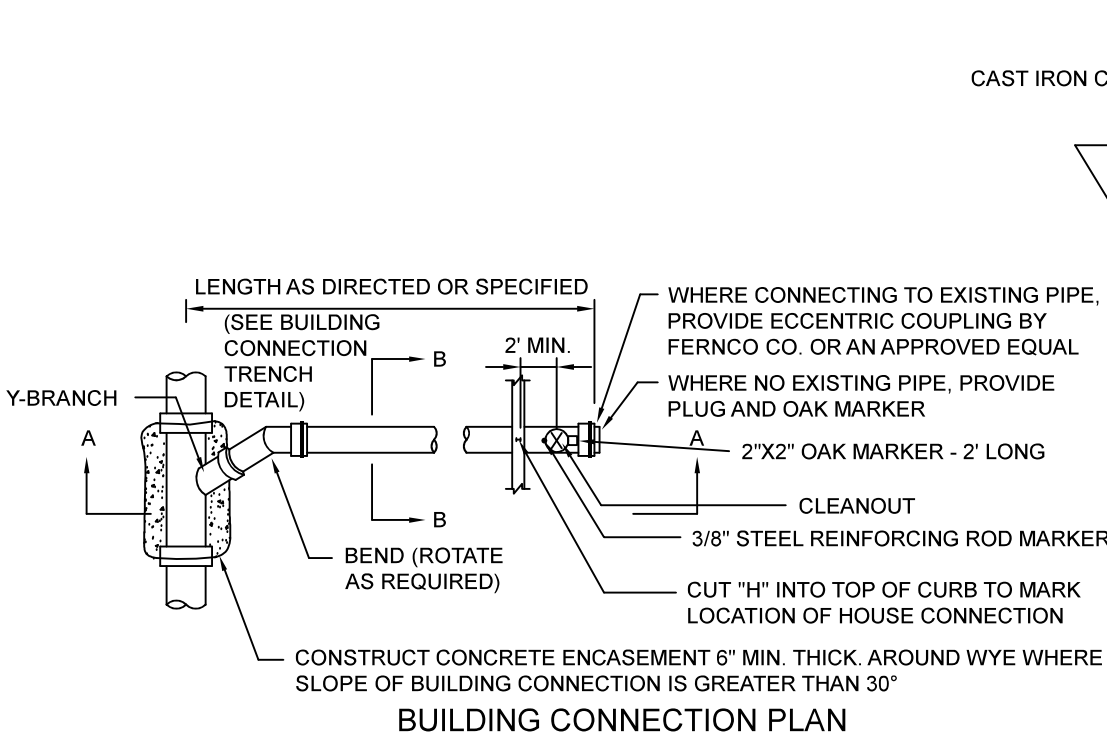 CAST IRON C
LENGTH AS DIRECTED OR SPECIFIED
(SEE BUILDING
CONNECTION
TRENCH
DETAIL)
B
2' MIN.
WHERE CONNECTING TO EXISTING PIPE,
PROVIDE ECCENTRIC COUPLING BY
FERNCO CO. OR AN APPROVED EQUAL
WHERE NO EXISTING PIPE, PROVIDE
PLUG AND OAK MARKER
Y-BRANCH
A
A
2"X2" OAK MARKER - 2' LONG
CLEANOUT
B
3/8" STEEL REINFORCING ROD MARKER
BEND (ROTATE
AS REQUIRED)
CUT "H" INTO TOP OF CURB TO MARK
LOCATION OF HOUSE CONNECTION
CONSTRUCT CONCRETE ENCASEMENT 6" MIN. THICK. AROUND WYE WHERE
SLOPE OF BUILDING CONNECTION IS GREATER THAN 30°
BUILDING CONNECTION PLAN